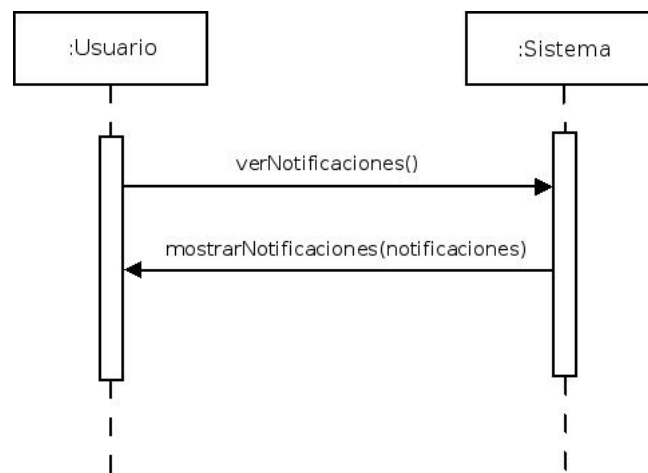 :Usuario
:Sistema
verNotificaciones()
mostrarNotificaciones(notificaciones)